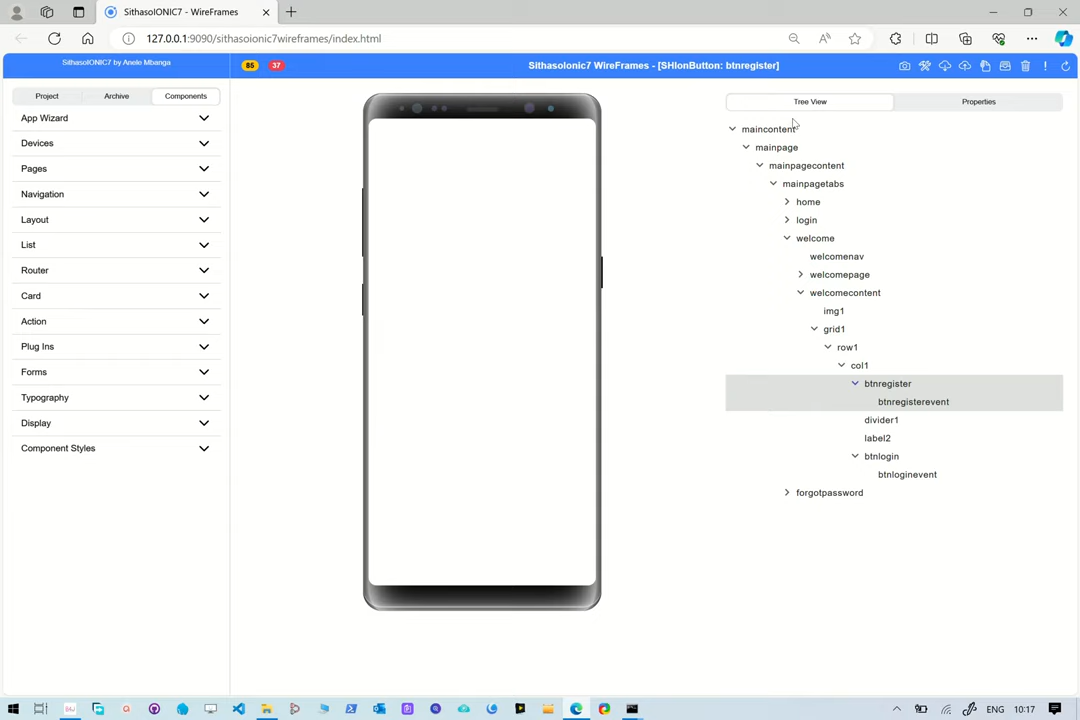 SithasoIONIC7 - WireFrames
127.0.0.1:9090/sithasoionic7wireframes/index.html
SithasoIONIC7 by Anele Mbanga
85
37
SithasoIonic7 WireFrames - [SHIonButton: btnregister]
Project
Archive
Components
App Wizard
Devices
Pages
Navigation
Layout
List
Router
Card
Action
Plug Ins
Forms
Typography
Display
Component Styles
Tree View
Properties
maincontent
mainpage
mainpagecontent
mainpagetabs
home
login
welcome
welcomenav
welcomepage
welcomecontent
img1
grid1
row1
col1
btnregister
btnregisterevent
divider1
label2
btnlogin
btnloginevent
forgotpassword
ENG
10:17